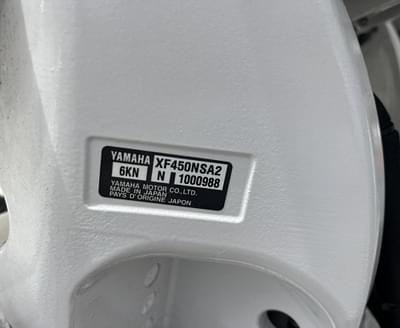 YAMAHA XF450NSA2
6KN N 1000988
YAMAHA MOTOR CO.,LTD.
MADE IN JAPAN
PAYS D'ORIGINE JAPON